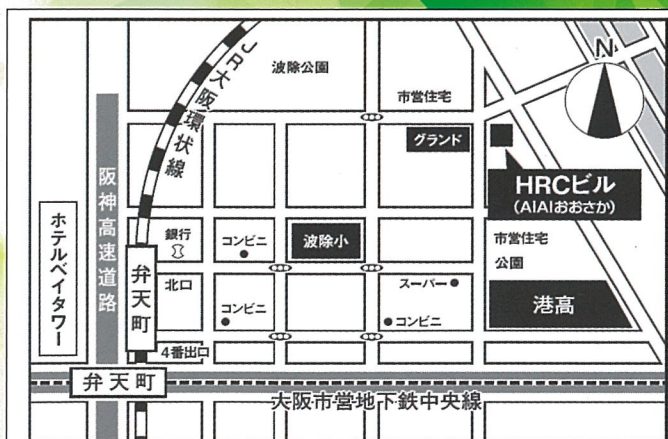 JR大阪環状線
波除公園
市営住宅
N
グランド
HRCビル
(AIAIおおさか)
阪神高速道路
ホテルベイタワー
銀行
コンビニ
波除小
市営住宅
公園
弁天町
北口
スーパー
港高
コンビニ
コンビニ
4番出口
弁天町
大阪市営地下鉄中央線